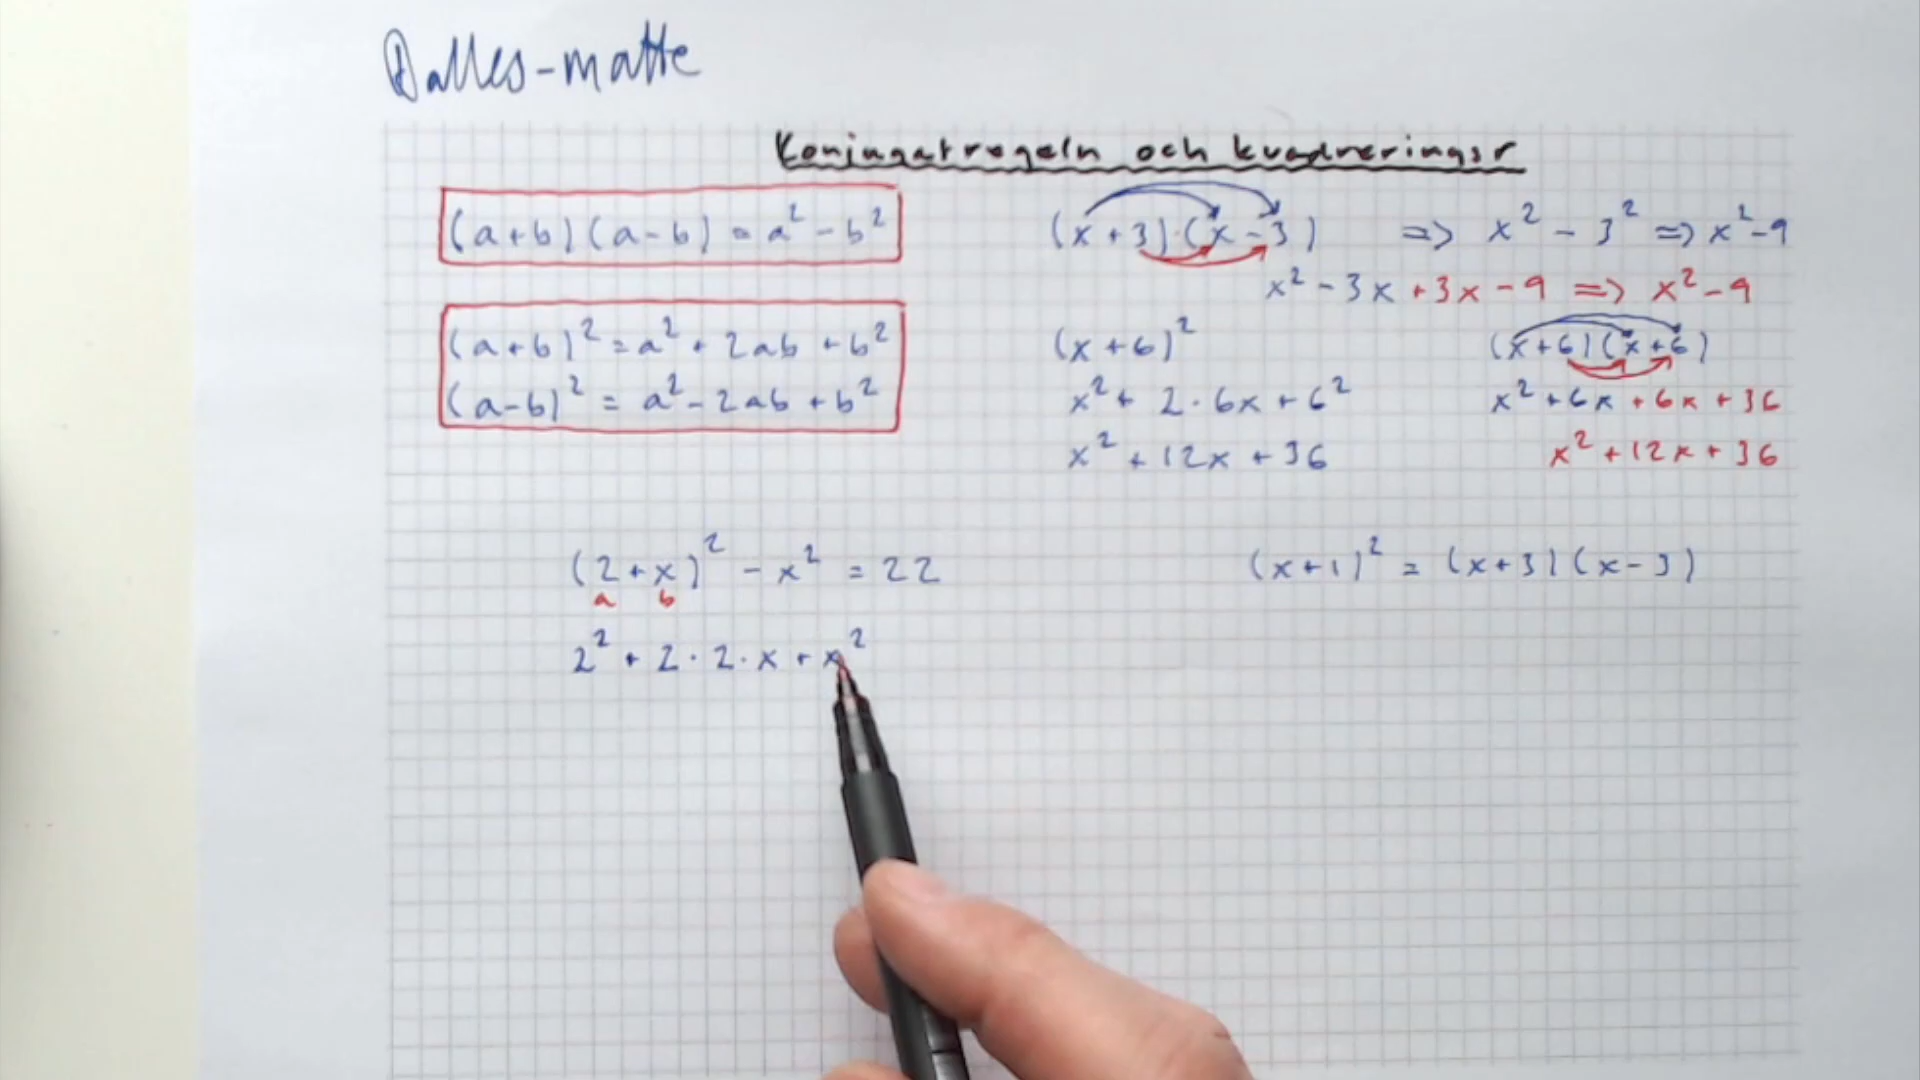 Dalles-matte
Konjugatregeln och kvadreringsr
(a+b)(a-b) = a² - b²
(x+3)·(x-3) => x² - 3² => x²-9
x² - 3x + 3x - 9 => x² - 9
(a+b)² = a² + 2ab + b²
(a-b)² = a² - 2ab + b²
(x+6)²
x² + 2·6x + 6²
x² + 12x + 36
(x+6)(x+6)
x² + 6x + 6x + 36
x² + 12x + 36
(2+x)² - x² = 22
a b
2² + 2·2·x + x²
(x+1)² = (x+3)(x-3)